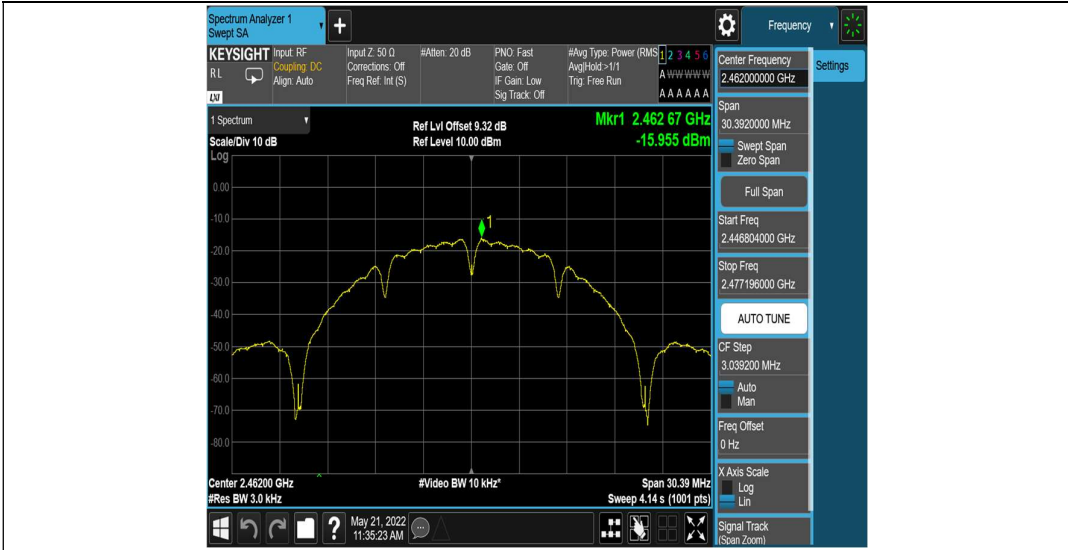 Spectrum Analyzer 1
Swept SA
+
Frequency
KEYSIGHT
RL
LXI
Input: RF
Coupling: DC
Align: Auto
Input Z: 50 Ω
Corrections: Off
Freq Ref: Int (S)
#Atten: 20 dB
PNO: Fast
Gate: Off
IF Gain: Low
Sig Track: Off
#Avg Type: Power (RMS
Avg|Hold:>1/1
Trig: Free Run
1 2 3 4 5 6
A W W W W W
A A A A A A
1 Spectrum
Scale/Div 10 dB
Log
Ref Lvl Offset 9.32 dB
Ref Level 10.00 dBm
Mkr1 2.462 67 GHz
-15.955 dBm
1
0.00
-10.0
-20.0
-30.0
-40.0
-50.0
-60.0
-70.0
-80.0
Center 2.46200 GHz
#Res BW 3.0 kHz
#Video BW 10 kHz*
Span 30.39 MHz
Sweep 4.14 s (1001 pts)
?
May 21, 2022
11:35:23 AM
Center Frequency
2.462000000 GHz
Settings
Span
30.3920000 MHz
Swept Span
Zero Span
Full Span
Start Freq
2.446804000 GHz
Stop Freq
2.477196000 GHz
AUTO TUNE
CF Step
3.039200 MHz
Auto
Man
Freq Offset
0 Hz
X Axis Scale
Log
Lin
Signal Track
(Span Zoom)